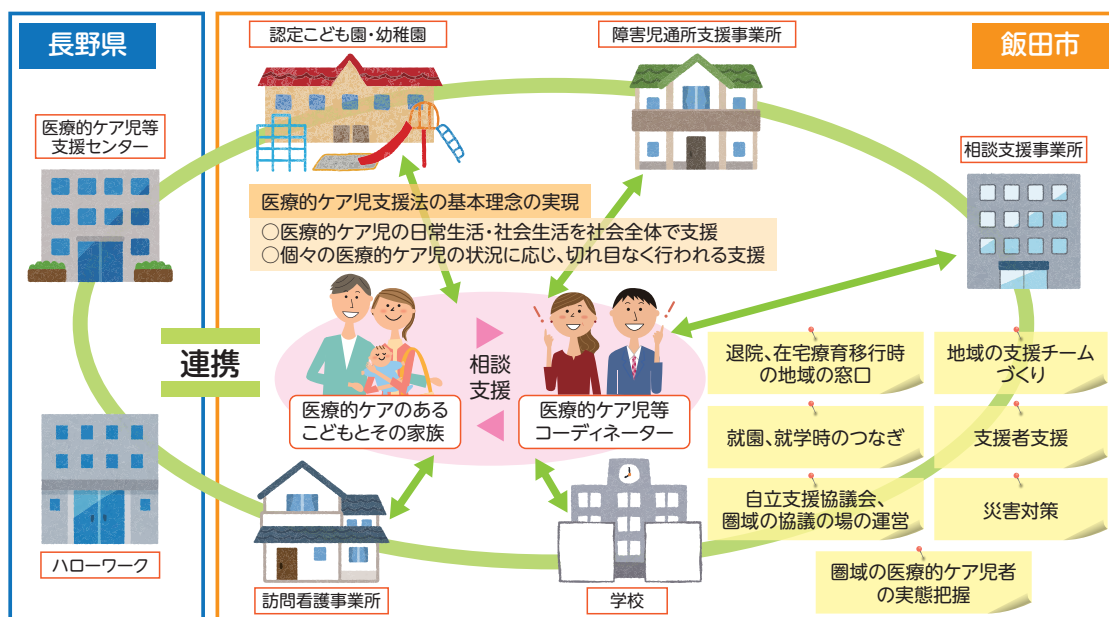 長野県
飯田市
認定こども園・幼稚園
障害児通所支援事業所
医療的ケア児等
支援センター
相談支援事業所
医療的ケア児支援法の基本理念の実現
○医療的ケア児の日常生活・社会生活を社会全体で支援
○個々の医療的ケア児の状況に応じ、切れ目なく行われる支援
連携
相談
支援
医療的ケアのある
こどもとその家族
医療的ケア児等
コーディネーター
退院、在宅療育移行時
の地域の窓口
地域の支援チーム
づくり
就園、就学時のつなぎ
支援者支援
自立支援協議会、
圏域の協議の場の運営
災害対策
圏域の医療的ケア児者
の実態把握
ハローワーク
訪問看護事業所
学校